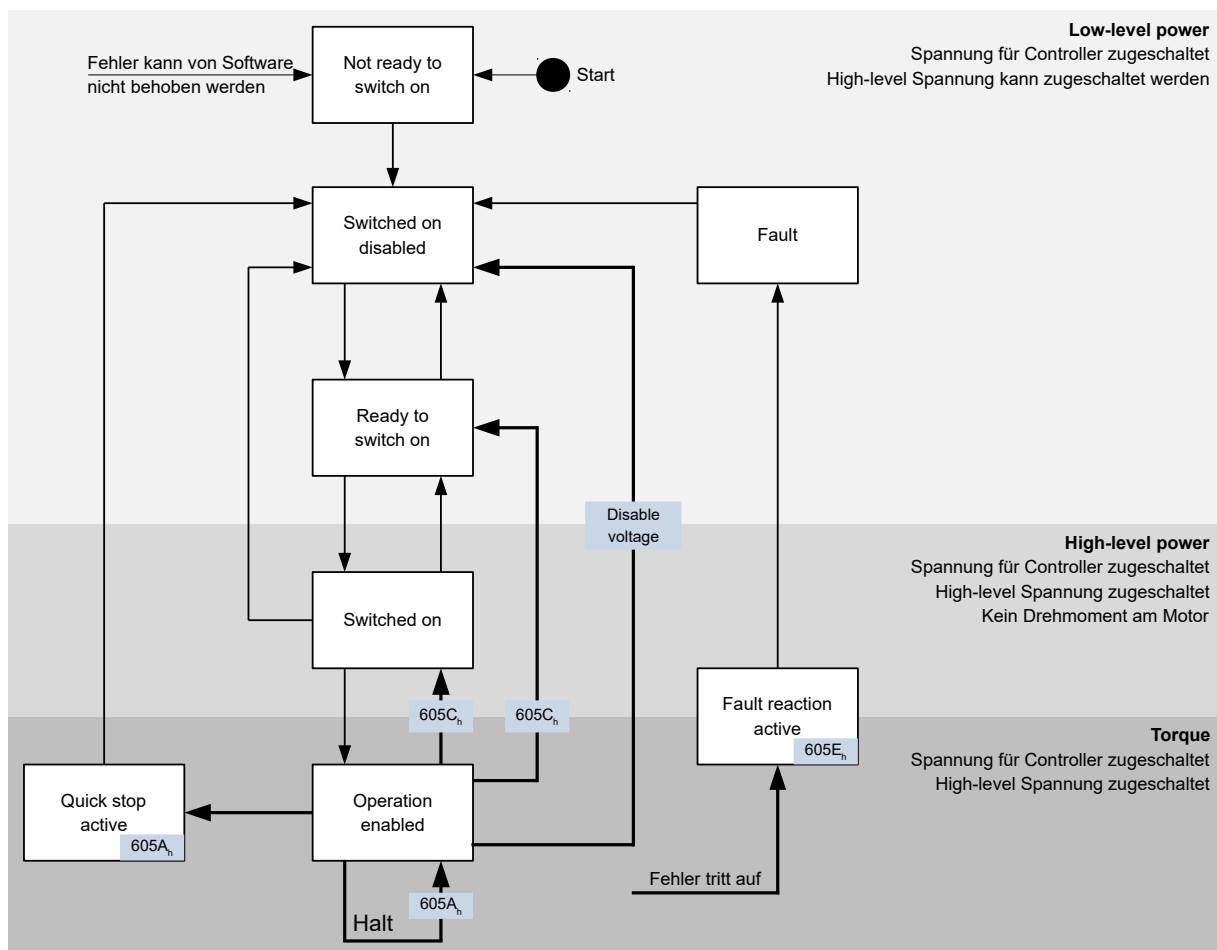 Low-level power
Spannung für Controller zugeschaltet
High-level Spannung kann zugeschaltet werden
Fehler kann von Software
nicht behoben werden
Not ready to
switch on
Start
Switched on
disabled
Fault
Ready to
switch on
Disable
voltage
High-level power
Spannung für Controller zugeschaltet
High-level Spannung zugeschaltet
Kein Drehmoment am Motor
Switched on
605Ch
605Ch
Fault reaction
active
605Eh
Torque
Spannung für Controller zugeschaltet
High-level Spannung zugeschaltet
Quick stop
active
605Ah
Operation
enabled
Fehler tritt auf
605Ah
Halt